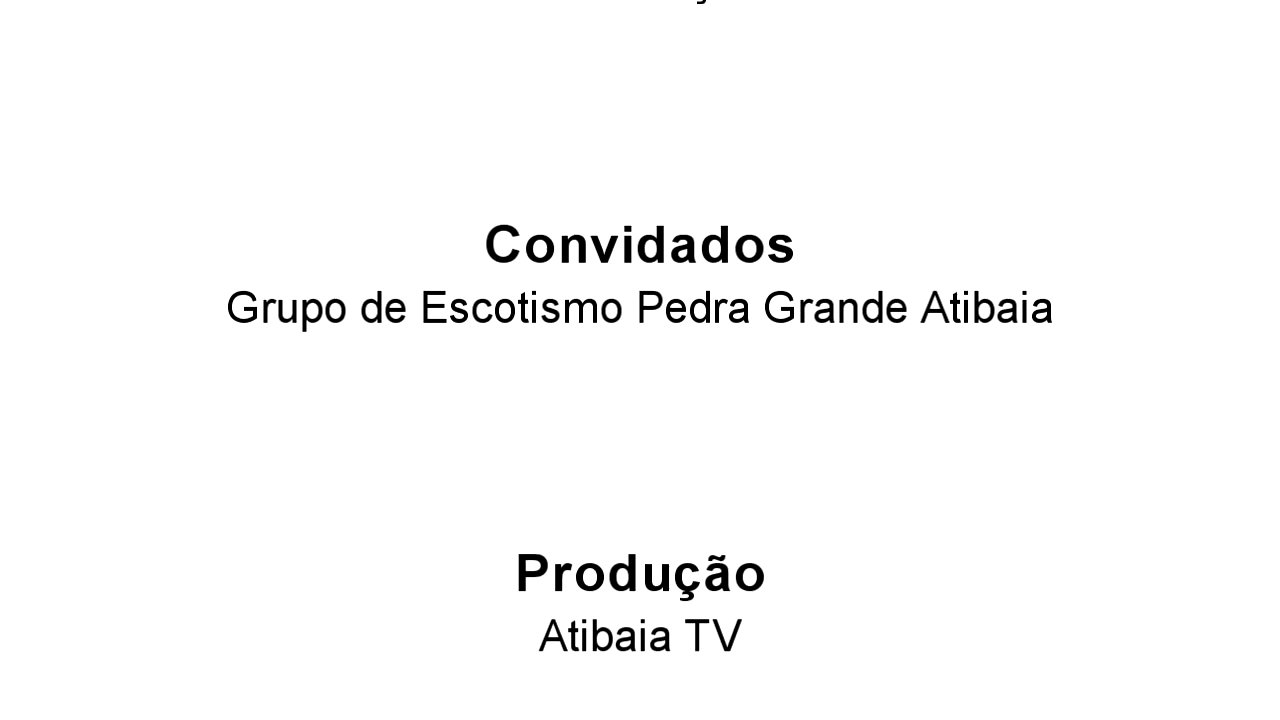 Convidados
Grupo de Escotismo Pedra Grande Atibaia
Produção
Atibaia TV